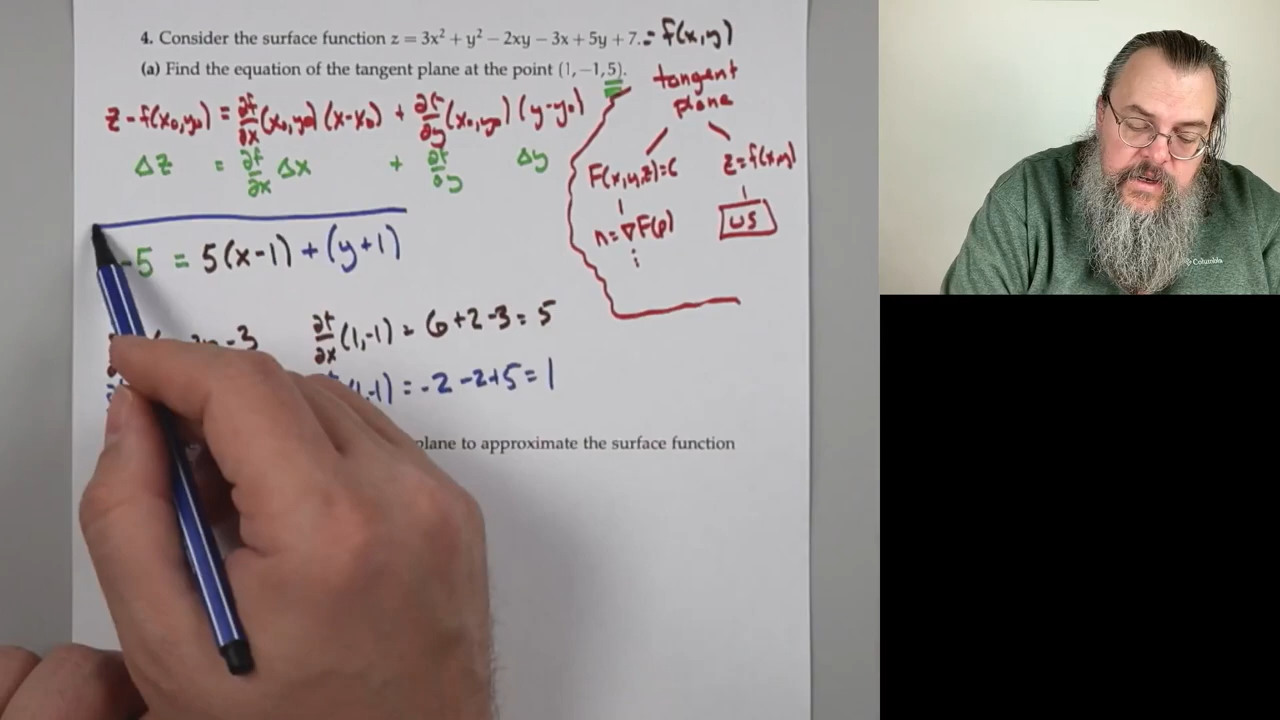 4. Consider the surface function z = 3x² + y² − 2xy − 3x + 5y + 7. = f(x,y)
(a) Find the equation of the tangent plane at the point (1, −1, 5).
tangent plane
z - f(x₀,y₀) = ∂f/∂x (x₀,y₀) (x-x₀) + ∂f/∂y (x₀,y₀) (y-y₀)
Δz = ∂f/∂x Δx + ∂f/∂y Δy
F(x,y,z)=c
z=f(x,y)
n=∇F(p)
⋮
us
-5 = 5(x-1) + (y+1)
-3
∂f/∂x (1,-1) = 6+2-3 = 5
= -2-2+5 = 1
plane to approximate the surface function
Columbia